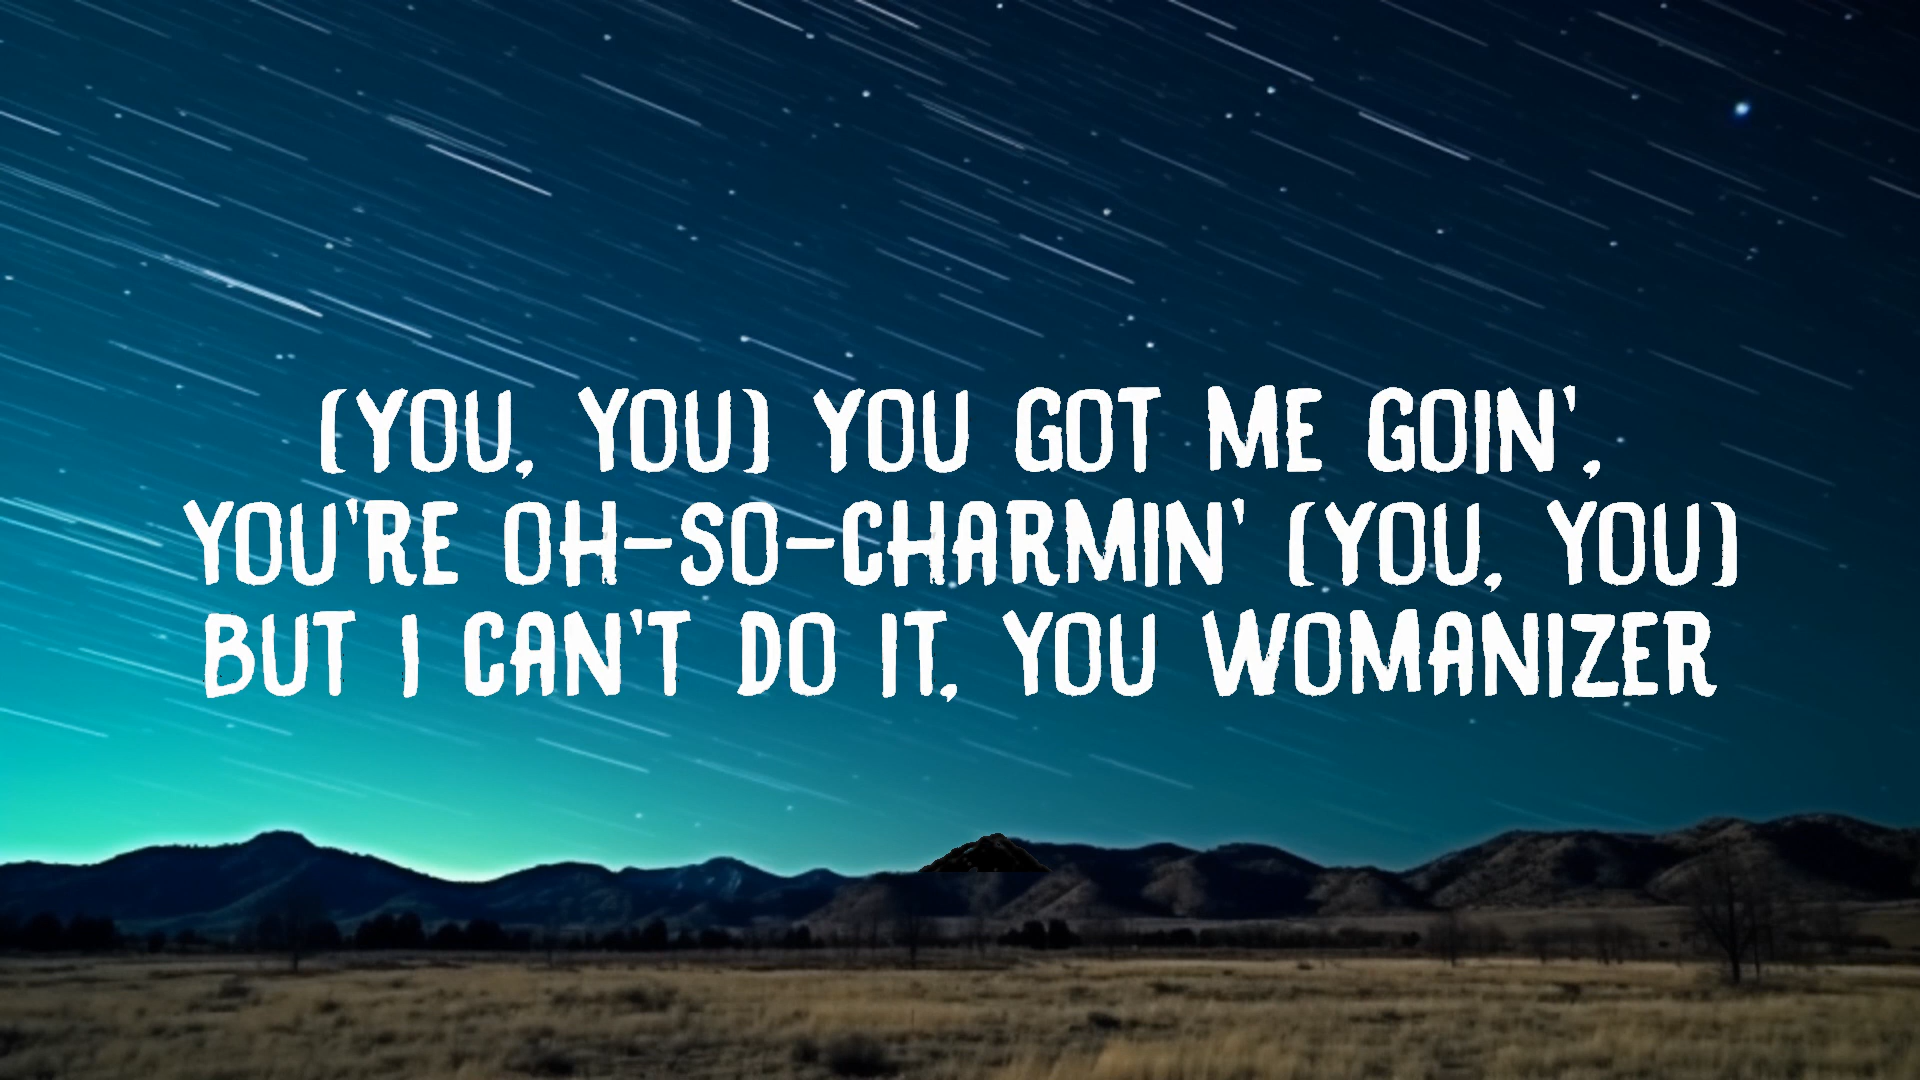 (YOU, YOU) YOU GOT ME GOIN',
YOU'RE OH-SO-CHARMIN' (YOU, YOU)
BUT I CAN'T DO IT, YOU WOMANIZER